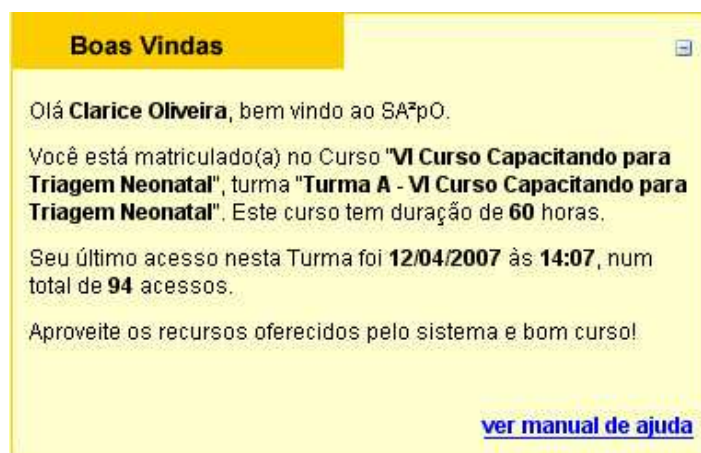 Boas Vindas
Olá Clarice Oliveira, bem vindo ao SA²pO.
Você está matriculado(a) no Curso "VI Curso Capacitando para
Triagem Neonatal", turma "Turma A - VI Curso Capacitando para
Triagem Neonatal". Este curso tem duração de 60 horas.
Seu último acesso nesta Turma foi 12/04/2007 às 14:07, num
total de 94 acessos.
Aproveite os recursos oferecidos pelo sistema e bom curso!
ver manual de ajuda